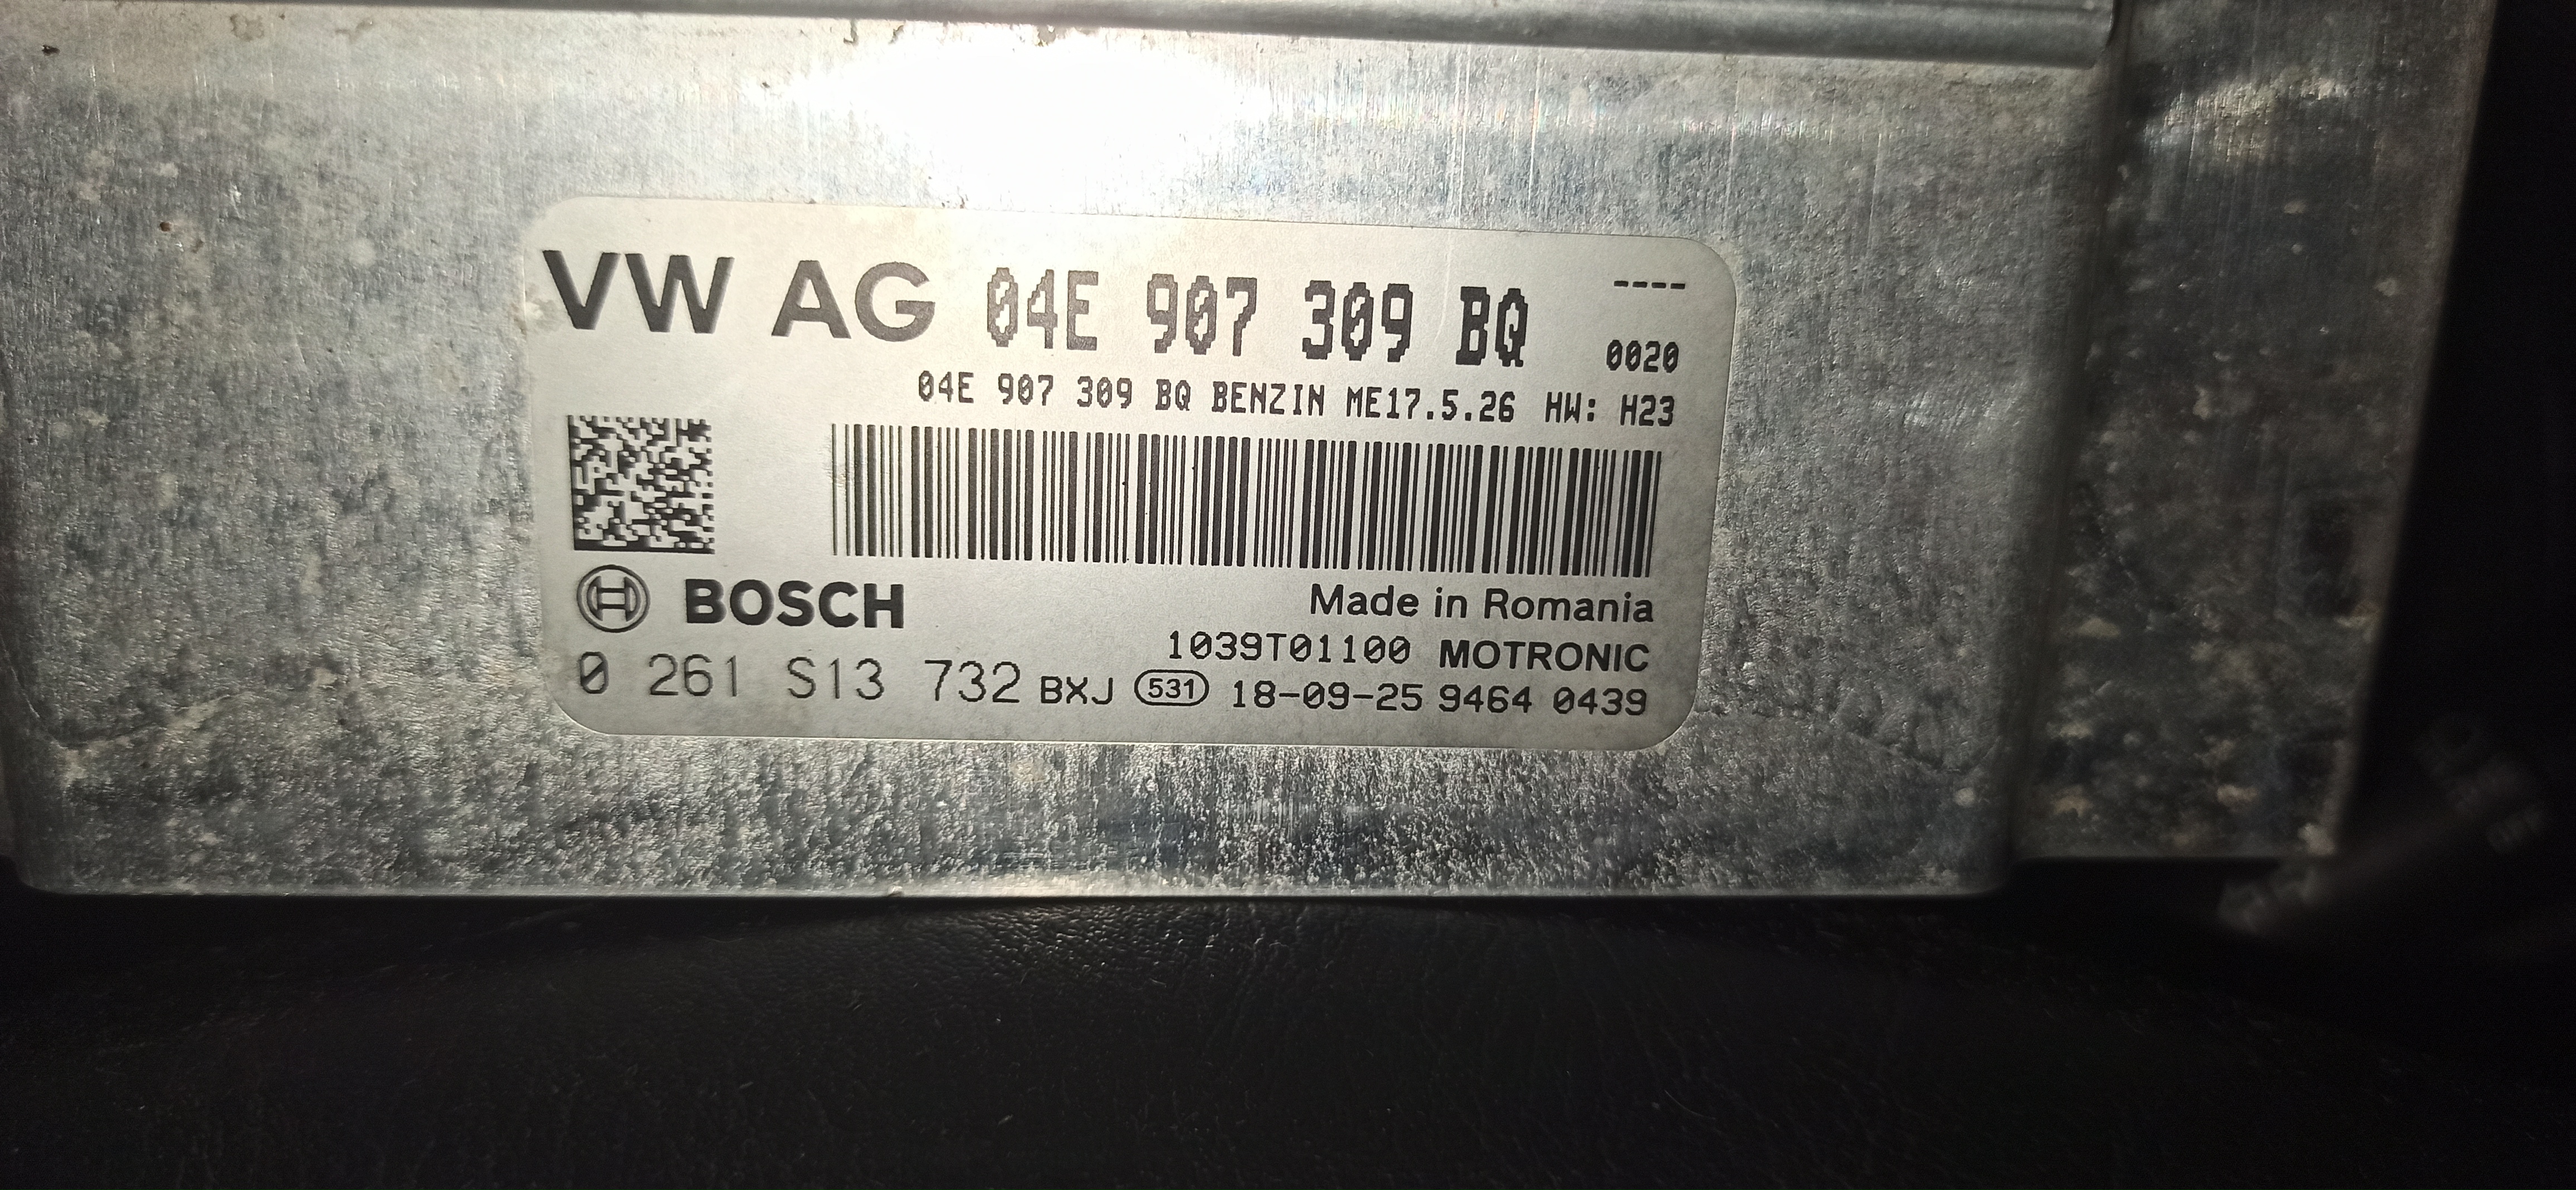 VW AG 04E 907 309 BQ ----
0020
04E 907 309 BQ BENZIN ME17.5.26 HW: H23
BOSCH
Made in Romania
1039T01100 MOTRONIC
0 261 S13 732 BXJ 531 18-09-25 9464 0439